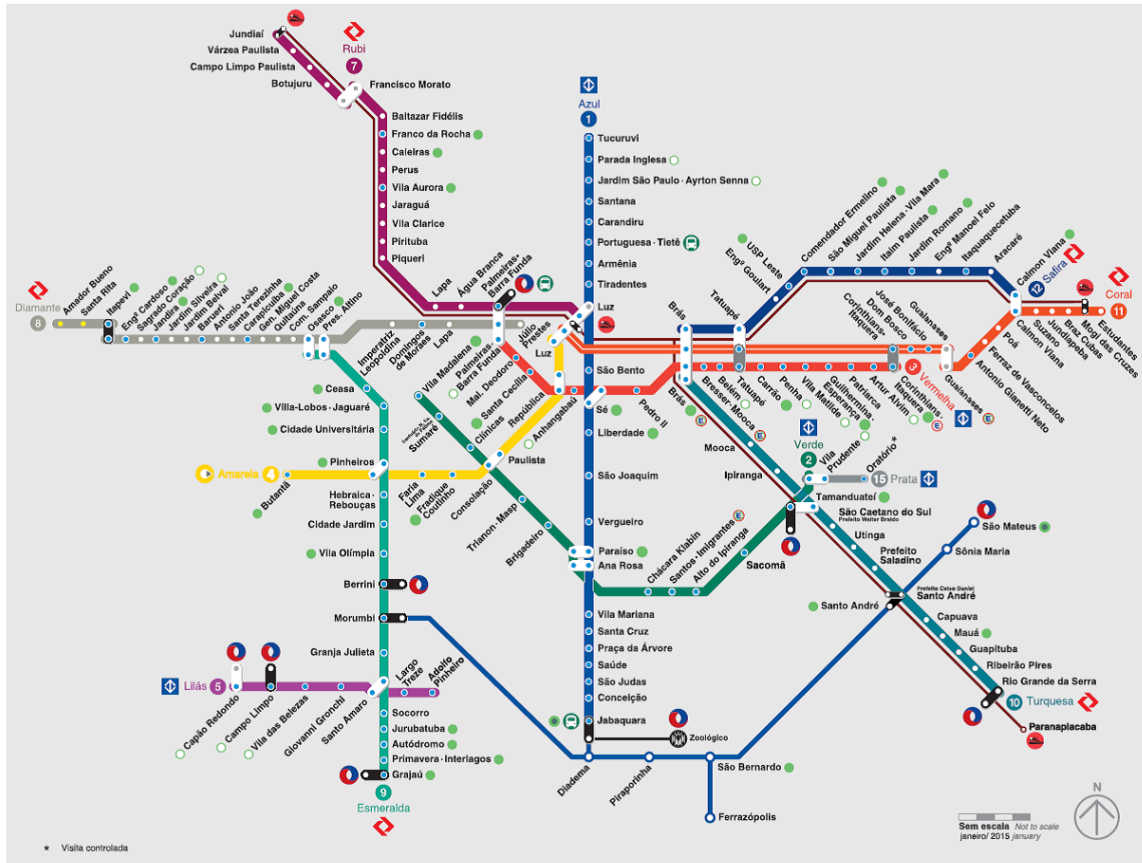 Jundiaí
Várzea Paulista
Campo Limpo Paulista
Botujuru
Rubi
7
Francisco Morato
Baltazar Fidélis
Franco da Rocha
Caieiras
Perus
Vila Aurora
Jaraguá
Vila Clarice
Pirituba
Piqueri
Lapa
Água Branca
Palmeiras-
Barra Funda
Azul
1
Tucuruvi
Parada Inglesa
Jardim São Paulo · Ayrton Senna
Santana
Carandiru
Portuguesa · Tietê
Armênia
Tiradentes
Luz
São Bento
Sé
Liberdade
São Joaquim
Vergueiro
Paraíso
Ana Rosa
Vila Mariana
Santa Cruz
Praça da Árvore
Saúde
São Judas
Conceição
Jabaquara
Zoológico
Diadema
Piraporinha
São Bernardo
Ferrazópolis
Diamante
8
Amador Bueno
Santa Rita
Itapevi
Engº Cardoso
Sagrado Coração
Jandira
Jardim Silveira
Jardim Belval
Barueri
Antonio João
Santa Terezinha
Carapicuíba
Gen. Miguel Costa
Quitaúna
Com. Sampaio
Osasco
Pres. Altino
Imperatriz
Leopoldina
Domingos
de Moraes
Lapa
Júlio
Prestes
Ceasa
Villa-Lobos · Jaguaré
Cidade Universitária
Pinheiros
Hebraica ·
Rebouças
Cidade Jardim
Vila Olímpia
Berrini
Morumbi
Granja Julieta
Socorro
Jurubatuba
Autódromo
Primavera · Interlagos
Grajaú
9
Esmeralda
Amarela
4
Butantã
Faria
Lima
Fradique
Coutinho
Paulista
República
Luz
Lilás
5
Capão Redondo
Campo Limpo
Vila das Belezas
Giovanni Gronchi
Santo Amaro
Largo
Treze
Adolfo
Pinheiro
Vila Madalena
Sumaré
Clínicas
Consolação
Trianon · Masp
Brigadeiro
Chácara Klabin
Santos · Imigrantes
Alto do Ipiranga
Sacomã
Tamanduateí
Verde
2
Vila
Prudente
Oratório*
15
Prata
Palmeiras
Barra Funda
Mal. Deodoro
Santa Cecília
Anhangabaú
Pedro II
Brás
Bresser · Mooca
Belém
Tatuapé
Carrão
Penha
Vila Matilde
Guilhermina
Esperança
Patriarca
Artur Alvim
Corinthians-
Itaquera
3
Vermelha
Brás
Tatuapé
Engº Goulart
USP Leste
Comendador Ermelino
São Miguel Paulista
Jardim Helena · Vila Mara
Itaim Paulista
Jardim Romano
Engº Manoel Feio
Itaquaquecetuba
Aracaré
Calmon Viana
12
Safira
Coral
11
Corinthians-
Itaquera
Dom Bosco
José Bonifácio
Guaianases
Guaianases
Antonio Gianetti Neto
Ferraz de Vasconcelos
Poá
Calmon Viana
Suzano
Jundiapeba
Braz Cubas
Mogi das Cruzes
Estudantes
Mooca
Ipiranga
São Caetano do Sul
Prefeito Walter Braido
Utinga
Prefeito
Saladino
Prefeito Celso Daniel
Santo André
Santo André
Capuava
Mauá
Guapituba
Ribeirão Pires
Rio Grande da Serra
10
Turquesa
Paranapiacaba
São Mateus
Sônia Maria
N
Sem escala Not to scale
janeiro/ 2015 january
* Visita controlada